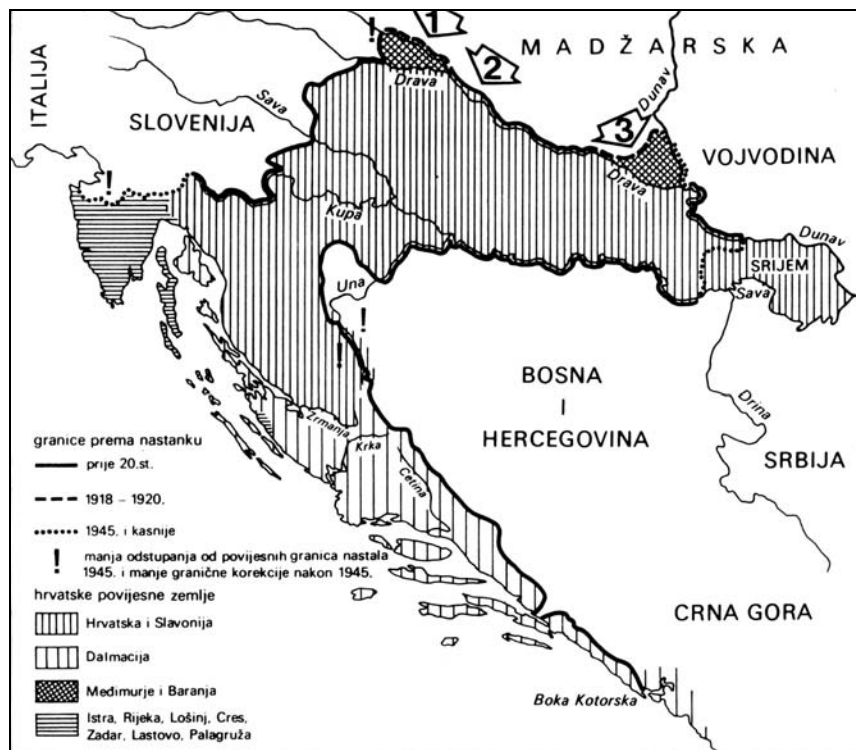 !
1
MADŽARSKA
2
Drava
ITALIJA
Sava
SLOVENIJA
Dunav
3
VOJVODINA
!
Drava
Kupa
Dunav
SRIJEM
Una
Sava
!
!
BOSNA
I
HERCEGOVINA
Drina
Zrmanja
Krka
Cetina
SRBIJA
granice prema nastanku
prije 20.st.
1918 – 1920.
1945. i kasnije
! manja odstupanja od povijesnih granica nastala
1945. i manje granične korekcije nakon 1945.
hrvatske povijesne zemlje
Hrvatska i Slavonija
CRNA GORA
Dalmacija
Međimurje i Baranja
Boka Kotorska
Istra, Rijeka, Lošinj, Cres,
Zadar, Lastovo, Palagruža